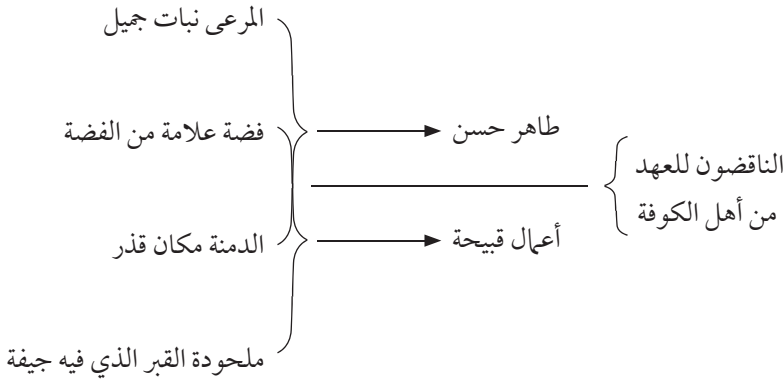 المرعى نبات جميل
فضة علامة من الفضة
طاهر حسن
الناقضون للعهد
من أهل الكوفة
الدمنة مكان قذر
أعمال قبيحة
ملحودة القبر الذي فيه جيفة